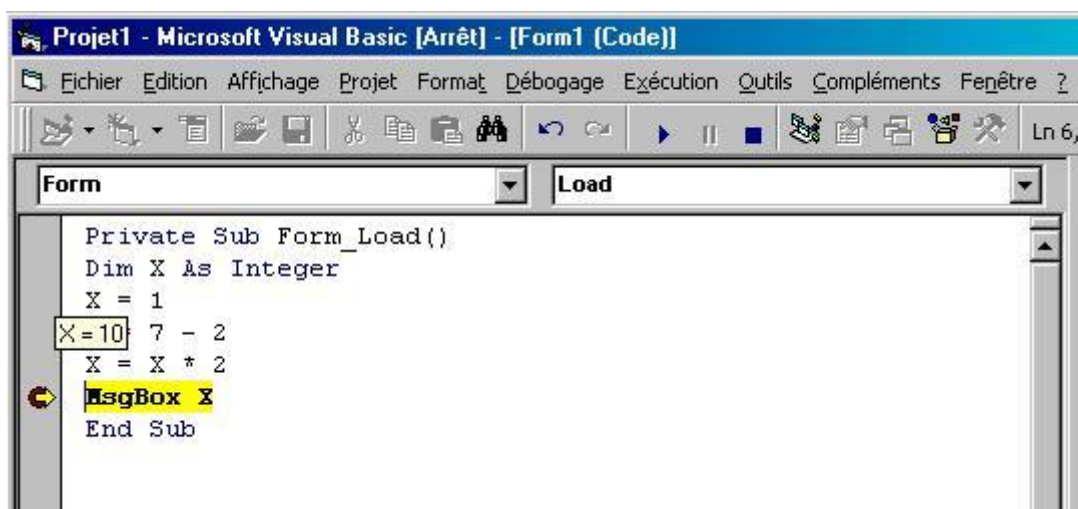 Projet1 - Microsoft Visual Basic [Arrêt] - [Form1 (Code)]
Fichier Edition Affichage Projet Format Débogage Exécution Outils Compléments Fenêtre ?
Ln 6,
Form Load
Private Sub Form_Load()
Dim X As Integer
X = 1
X = 10 7 - 2
X = X * 2
MsgBox X
End Sub